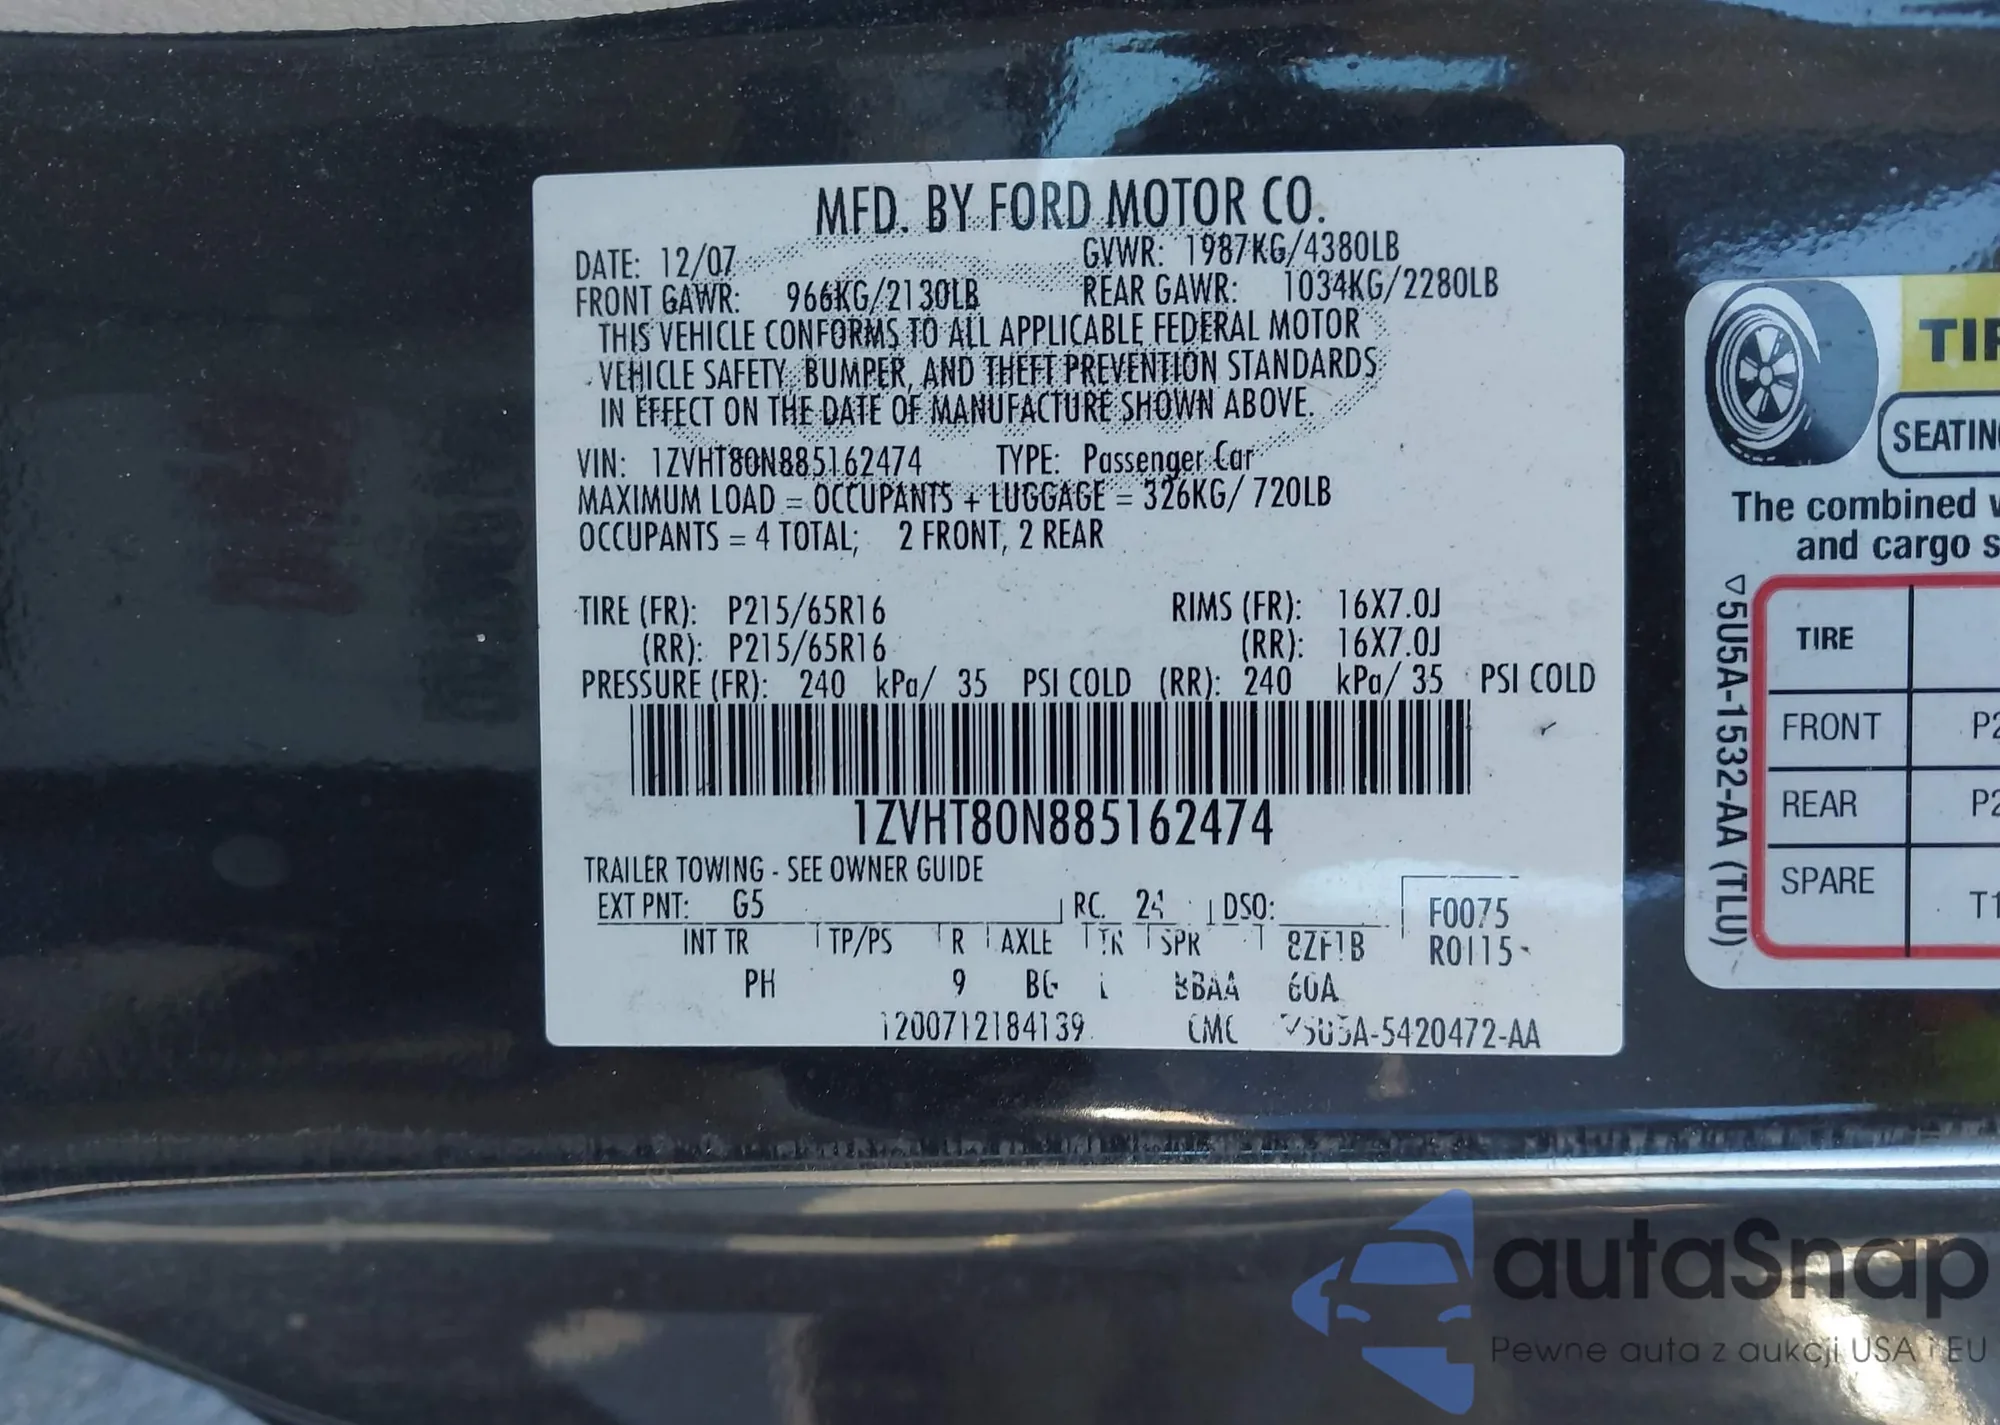 MFD. BY FORD MOTOR CO.
DATE: 12/07
GVWR: 1987KG/4380LB
FRONT GAWR: 966KG/2130LB
REAR GAWR: 1034KG/2280LB
THIS VEHICLE CONFORMS TO ALL APPLICABLE FEDERAL MOTOR
VEHICLE SAFETY, BUMPER, AND THEFT PREVENTION STANDARDS
IN EFFECT ON THE DATE OF MANUFACTURE SHOWN ABOVE.
VIN: 1ZVHT80N885162474 TYPE: Passenger Car
MAXIMUM LOAD = OCCUPANTS + LUGGAGE = 326KG/ 720LB
OCCUPANTS = 4 TOTAL; 2 FRONT, 2 REAR
TIRE (FR): P215/65R16 RIMS (FR): 16X7.0J
(RR): P215/65R16 (RR): 16X7.0J
PRESSURE (FR): 240 kPa/ 35 PSI COLD (RR): 240 kPa/ 35 PSI COLD
1ZVHT80N885162474
TRAILER TOWING - SEE OWNER GUIDE
EXT PNT: G5 RC. 24 DSO: F0075
INT TR TP/PS R AXLE TR SPR R0115
PH 9 60A
1200712184139 5U5A-5420472-AA
SEATIN
The combined
and cargo s
5U5A-1532-AA (TLU)
TIRE
FRONT P2
REAR P2
SPARE T1
autaSnap
Pewne auta z aukcji USA i EU